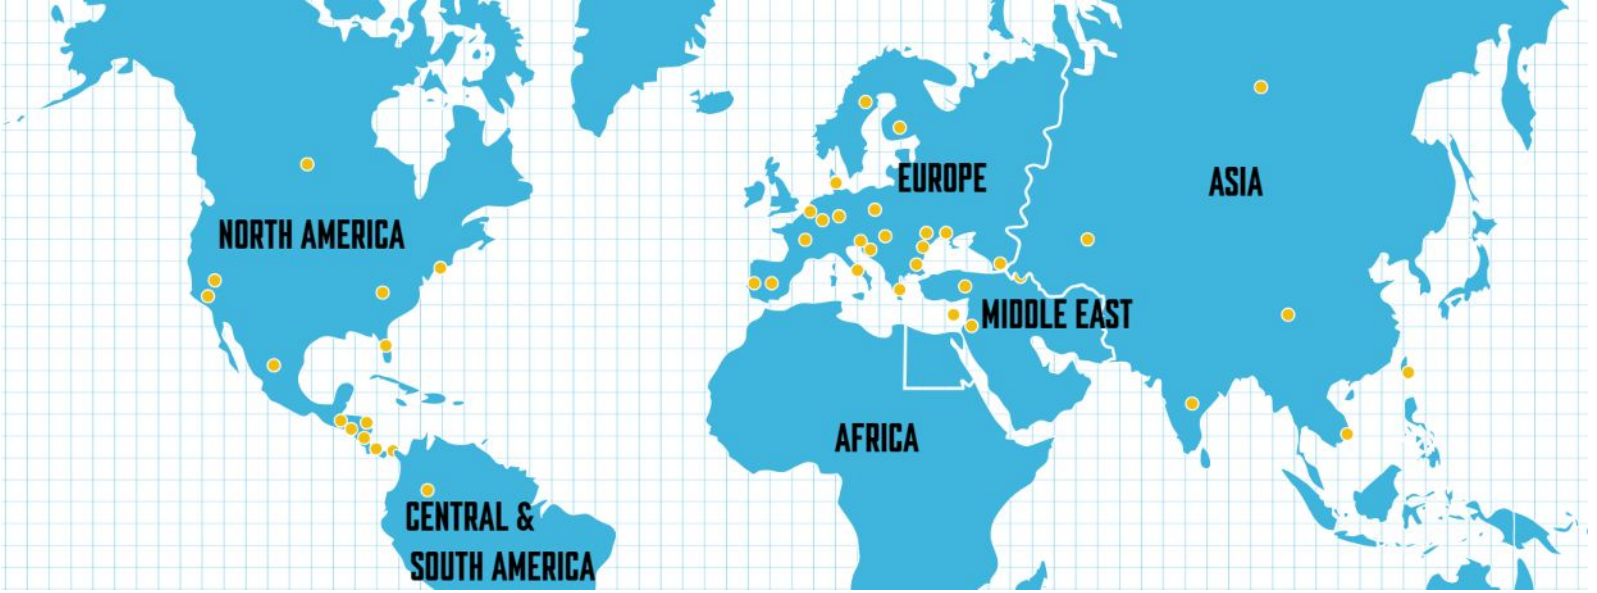 EUROPE
ASIA
NORTH AMERICA
MIDDLE EAST
AFRICA
CENTRAL &
SOUTH AMERICA